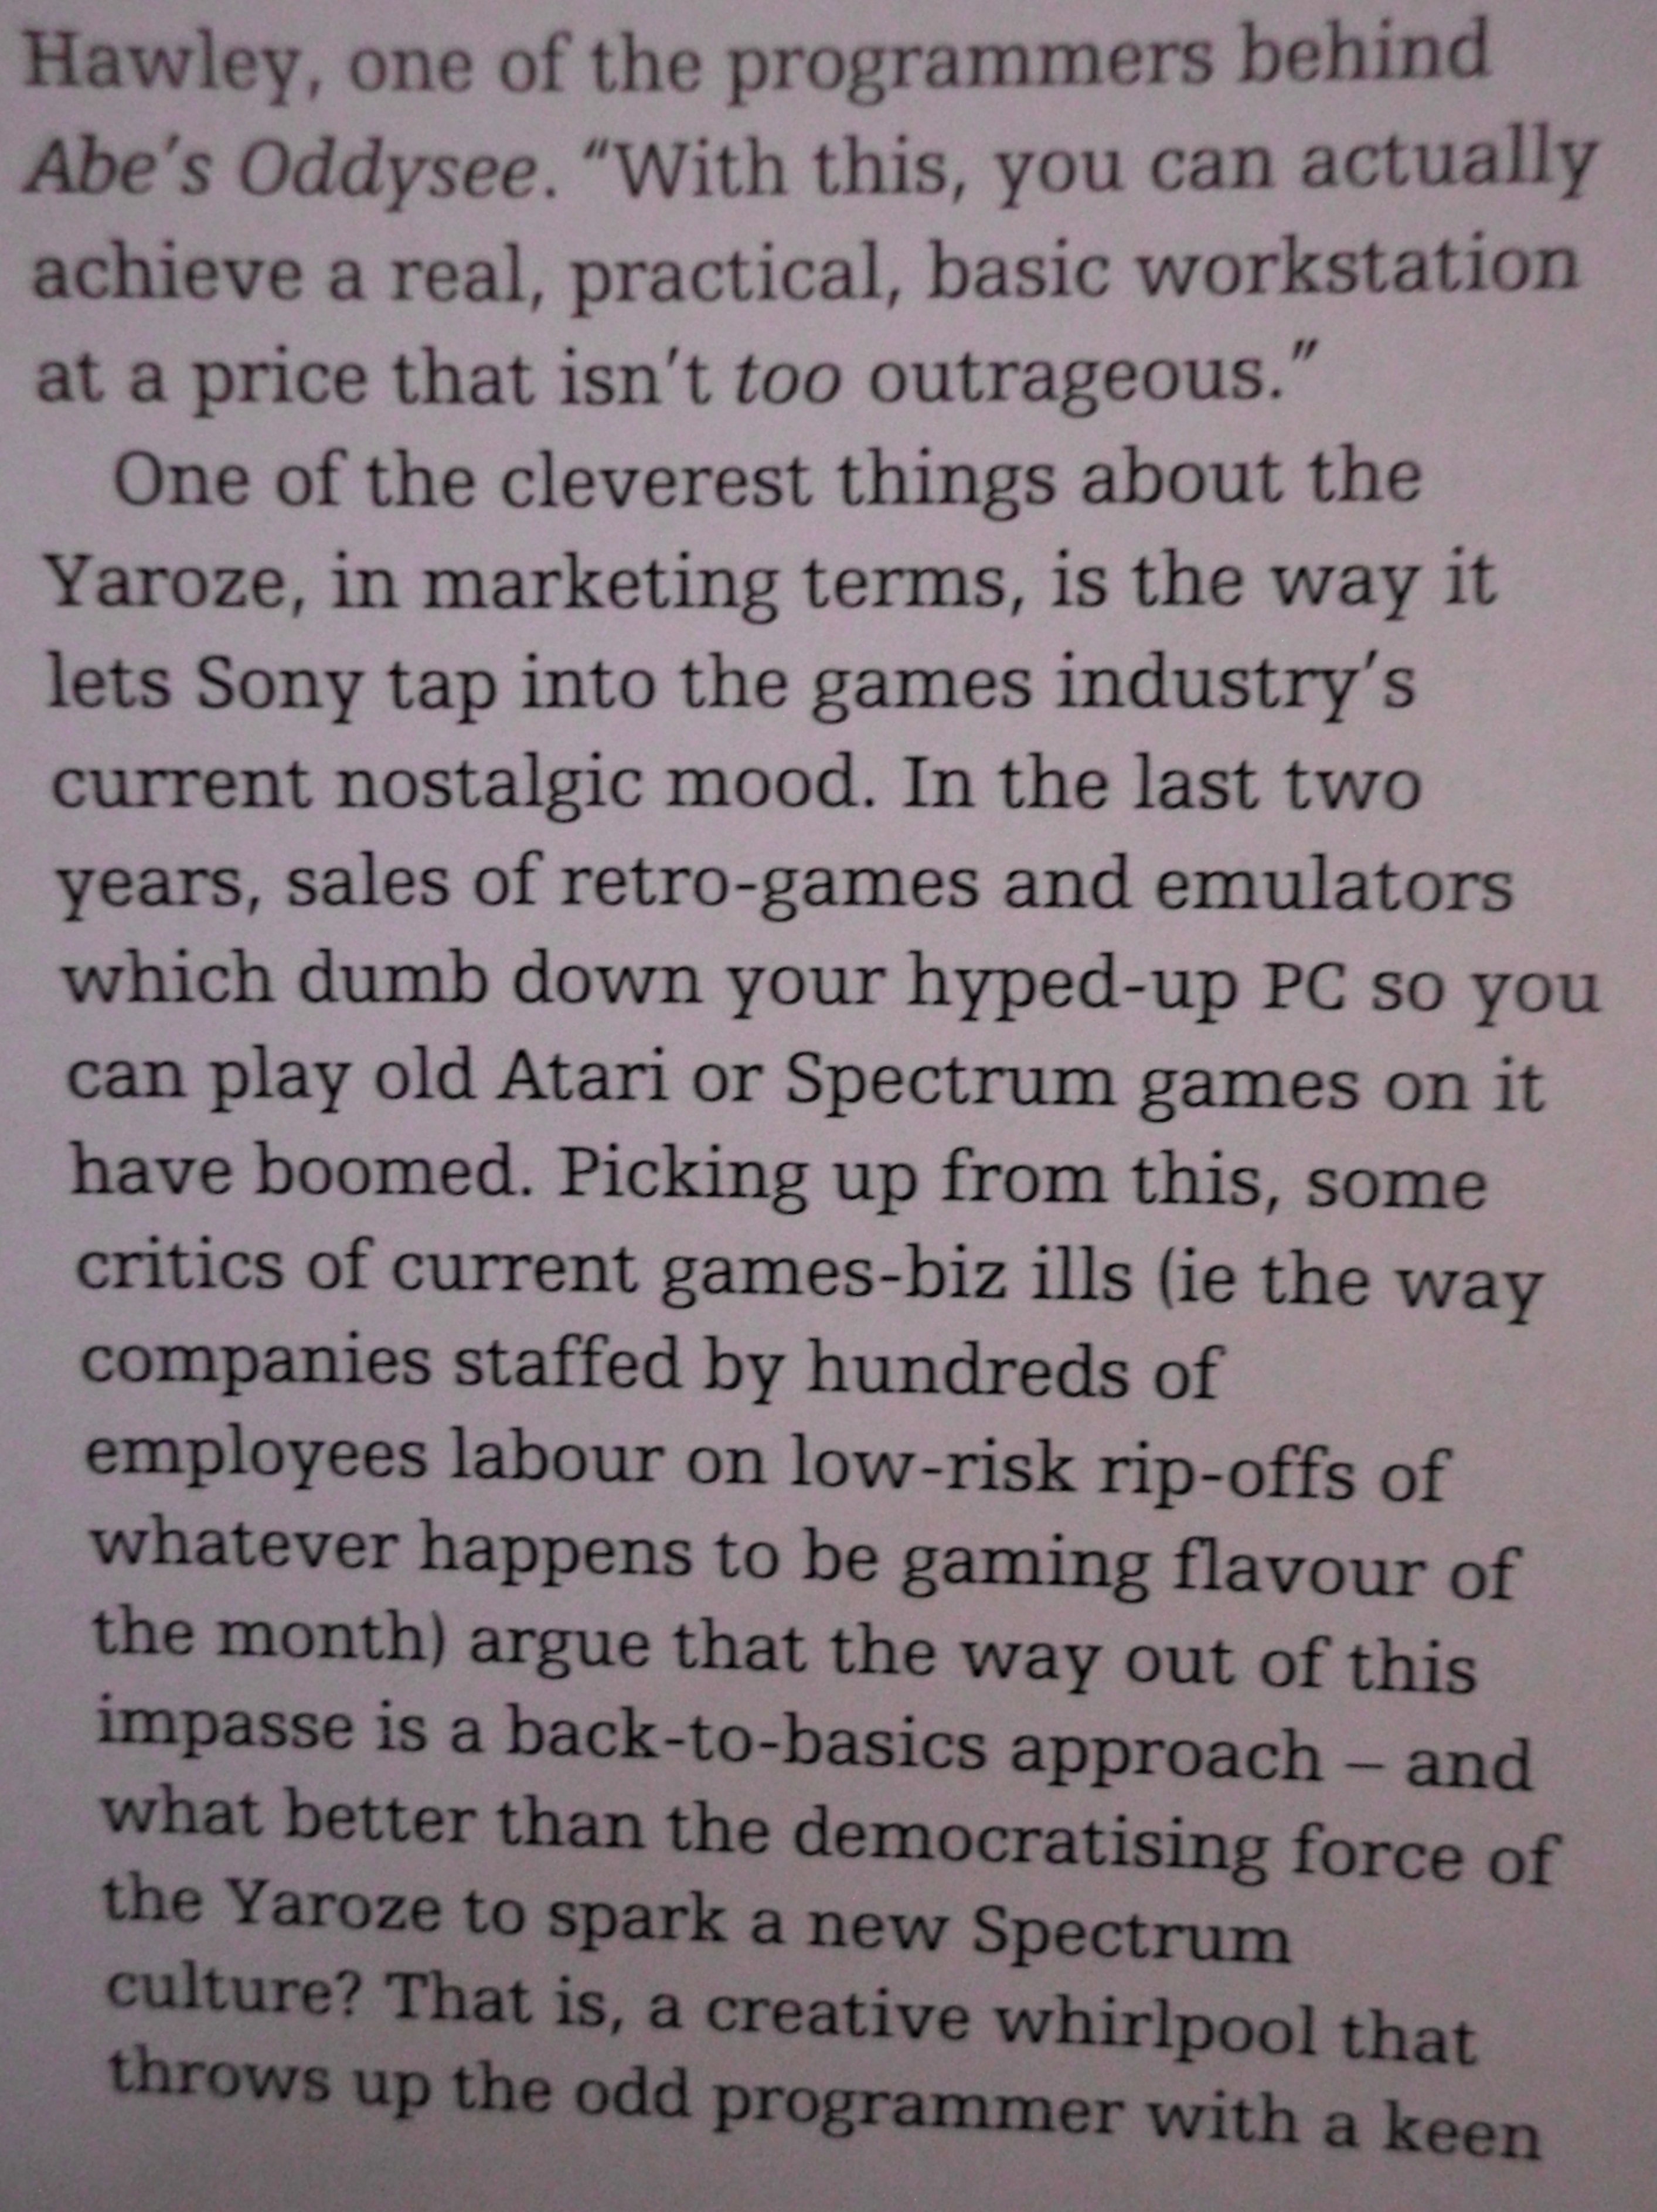 Hawley, one of the programmers behind
Abe's Oddysee. "With this, you can actually
achieve a real, practical, basic workstation
at a price that isn't too outrageous."
One of the cleverest things about the
Yaroze, in marketing terms, is the way it
lets Sony tap into the games industry's
current nostalgic mood. In the last two
years, sales of retro-games and emulators
which dumb down your hyped-up PC so you
can play old Atari or Spectrum games on it
have boomed. Picking up from this, some
critics of current games-biz ills (ie the way
companies staffed by hundreds of
employees labour on low-risk rip-offs of
whatever happens to be gaming flavour of
the month) argue that the way out of this
impasse is a back-to-basics approach – and
what better than the democratising force of
the Yaroze to spark a new Spectrum
culture? That is, a creative whirlpool that
throws up the odd programmer with a keen